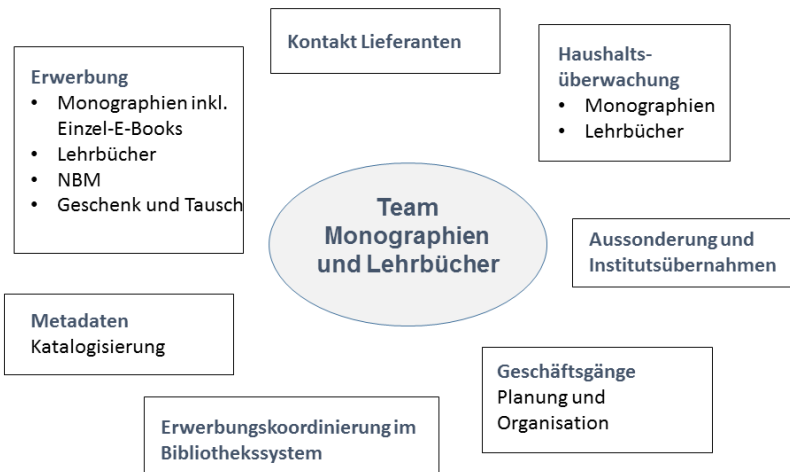 Kontakt Lieferanten
Erwerbung
• Monographien inkl.
Einzel-E-Books
• Lehrbücher
• NBM
• Geschenk und Tausch
Haushalts-
überwachung
• Monographien
• Lehrbücher
Team
Monographien
und Lehrbücher
Aussonderung und
Institutsübernahmen
Metadaten
Katalogisierung
Geschäftsgänge
Planung und
Organisation
Erwerbungskoordinierung im
Bibliothekssystem